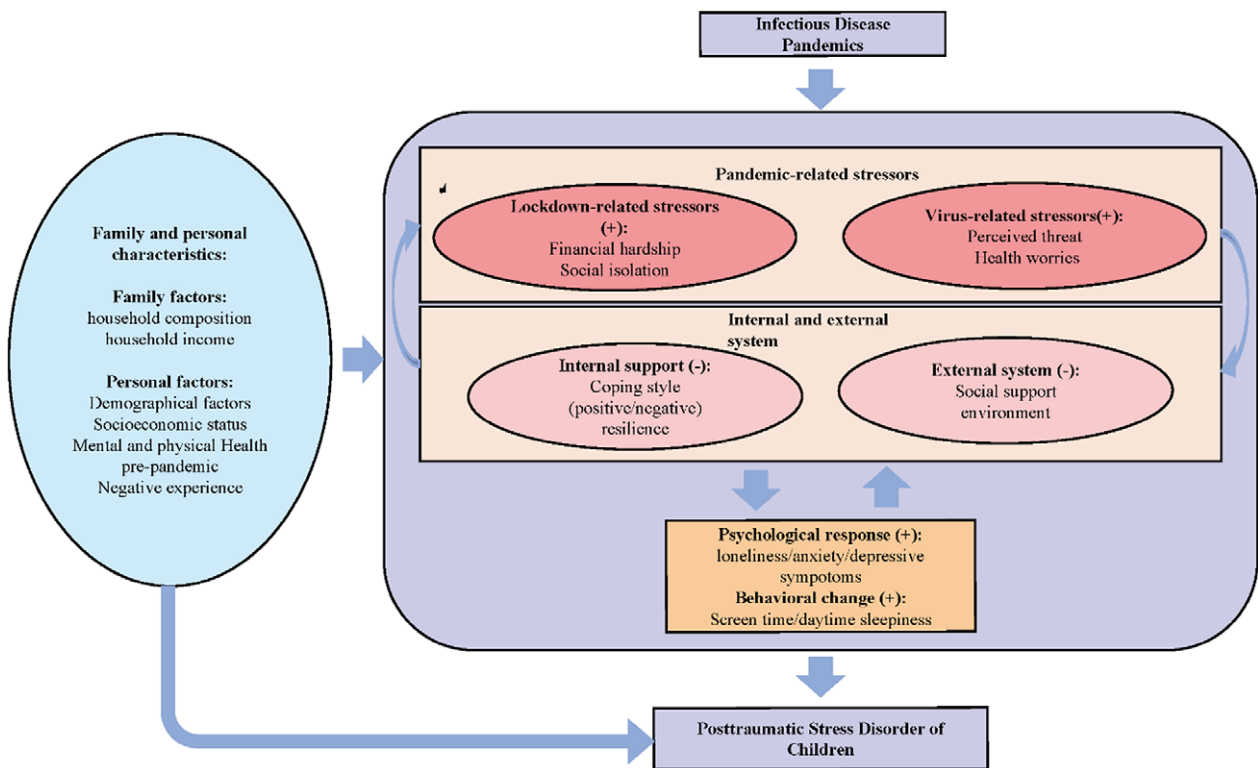 Infectious Disease
Pandemics
Pandemic-related stressors
Lockdown-related stressors
(+):
Financial hardship
Social isolation
Virus-related stressors(+):
Perceived threat
Health worries
Family and personal
characteristics:
Family factors:
household composition
household income
Personal factors:
Demographical factors
Socioeconomic status
Mental and physical Health
pre-pandemic
Negative experience
Internal and external
system
Internal support (-):
Coping style
(positive/negative)
resilience
External system (-):
Social support
environment
Psychological response (+):
loneliness/anxiety/depressive
sympotoms
Behavioral change (+):
Screen time/daytime sleepiness
Posttraumatic Stress Disorder of
Children